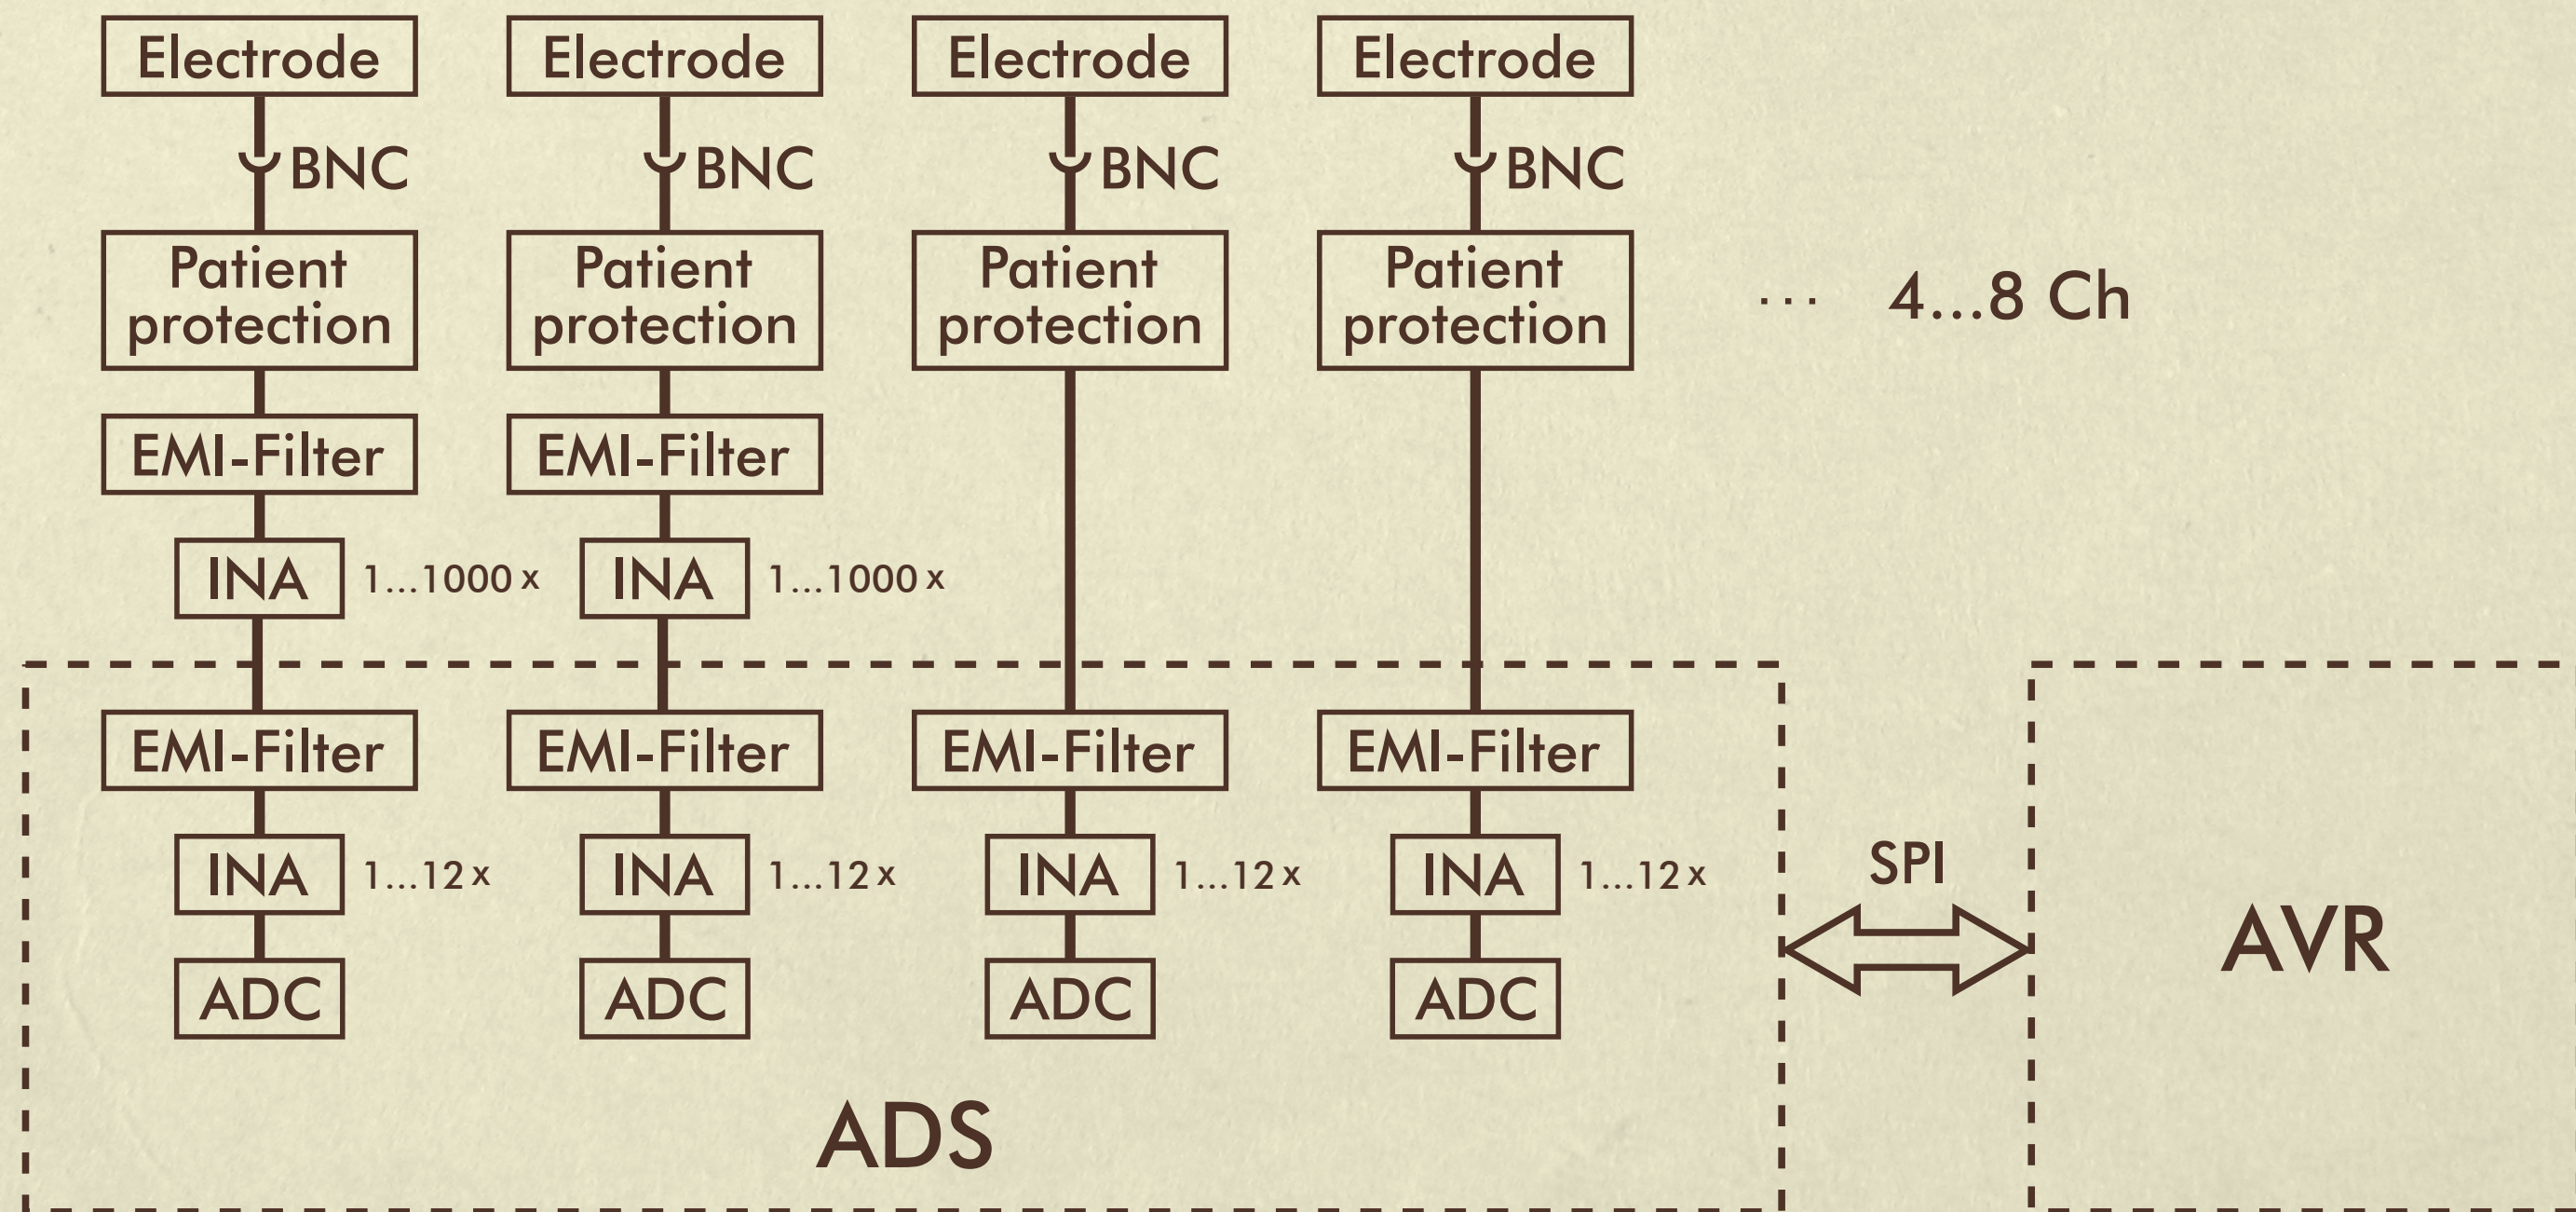 Electrode Electrode Electrode Electrode
BNC BNC BNC BNC
Patient Patient Patient Patient
protection protection protection protection
... 4...8 Ch
EMI-Filter EMI-Filter
INA 1...1000 x INA 1...1000 x
EMI-Filter EMI-Filter EMI-Filter EMI-Filter
SPI
INA 1...12 x INA 1...12 x INA 1...12 x INA 1...12 x
AVR
ADC ADC ADC ADC
ADS